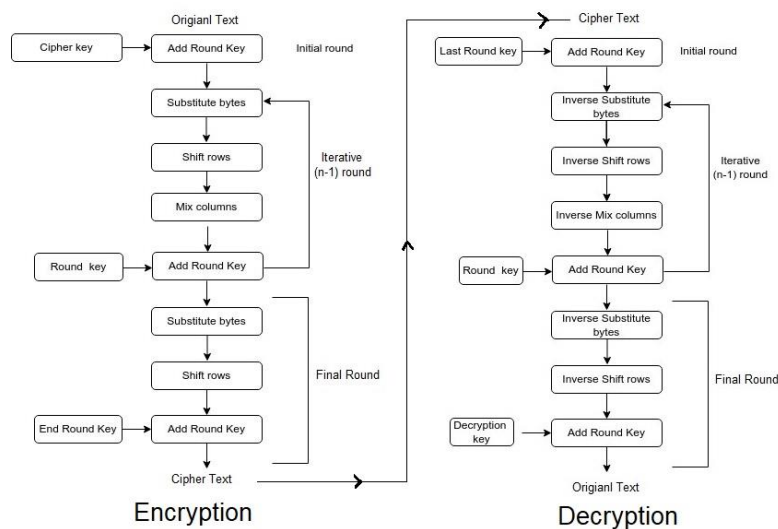 Origianl Text
Cipher key
Add Round Key
Initial round
Substitute bytes
Shift rows
Iterative
(n-1) round
Mix columns
Round key
Add Round Key
Substitute bytes
Shift rows
Final Round
End Round Key
Add Round Key
Cipher Text
Encryption
Cipher Text
Last Round key
Add Round Key
Initial round
Inverse Substitute
bytes
Inverse Shift rows
Iterative
(n-1) round
Inverse Mix columns
Round key
Add Round Key
Inverse Substitute
bytes
Inverse Shift rows
Final Round
Decryption
key
Add Round Key
Origianl Text
Decryption